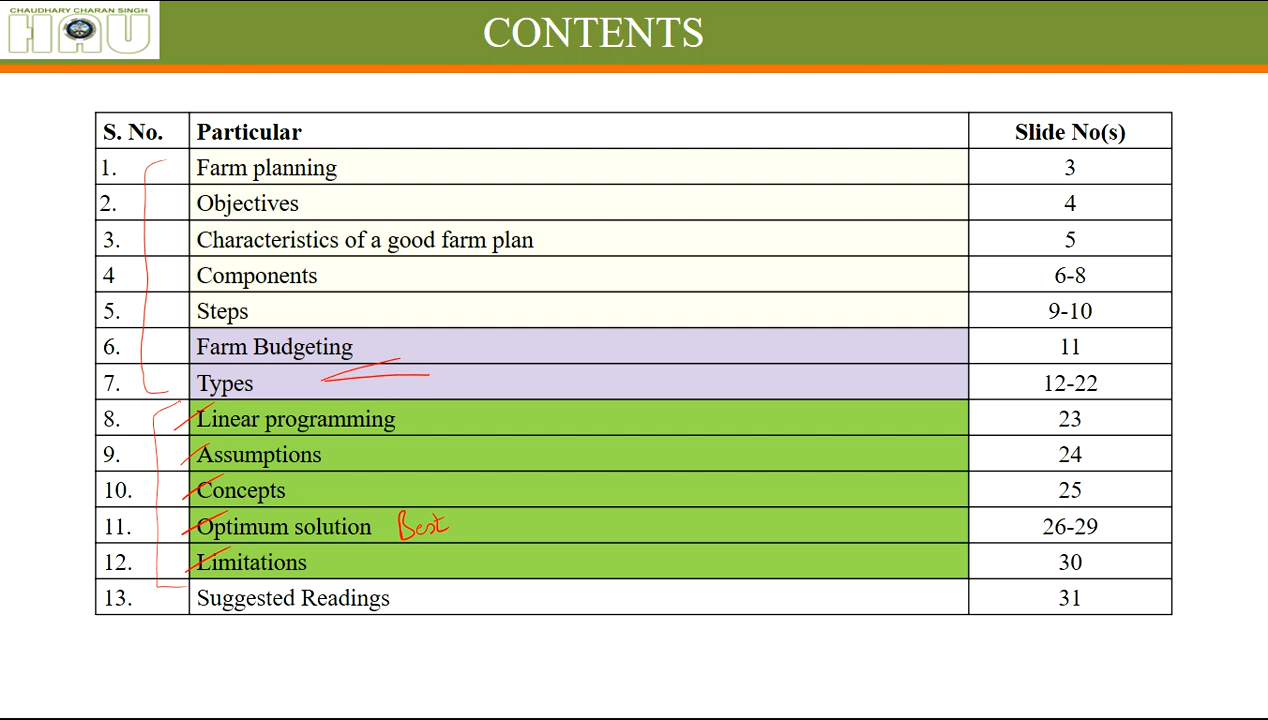 CHAUDHARY CHARAN SINGH
HAU
CONTENTS
S. No. Particular Slide No(s)
1. Farm planning 3
2. Objectives 4
3. Characteristics of a good farm plan 5
4 Components 6-8
5. Steps 9-10
6. Farm Budgeting 11
7. Types 12-22
8. Linear programming 23
9. Assumptions 24
10. Concepts 25
11. Optimum solution Best 26-29
12. Limitations 30
13. Suggested Readings 31